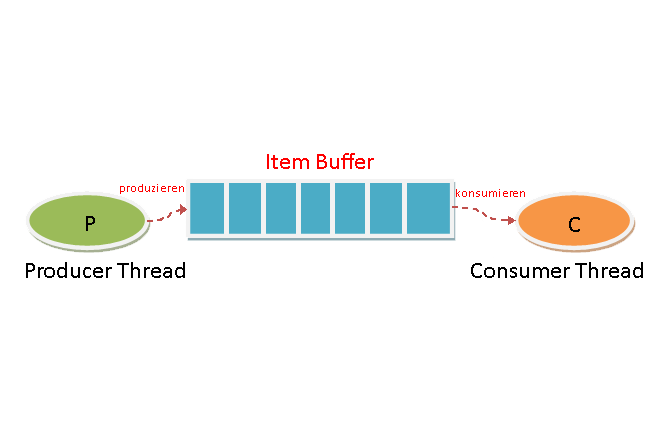 Item Buffer
produzieren
konsumieren
P
C
Producer Thread
Consumer Thread